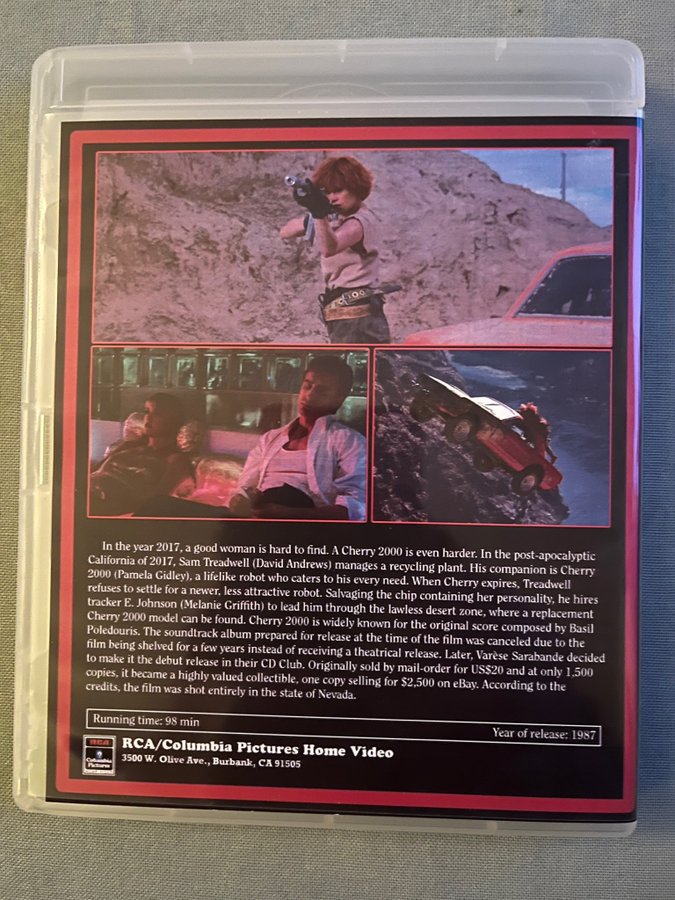 In the year 2017, a good woman is hard to find. A Cherry 2000 is even harder. In the post-apocalyptic
California of 2017, Sam Treadwell (David Andrews) manages a recycling plant. His companion is Cherry
2000 (Pamela Gidley), a lifelike robot who caters to his every need. When Cherry expires, Treadwell
refuses to settle for a newer, less attractive robot. Salvaging the chip containing her personality, he hires
tracker E. Johnson (Melanie Griffith) to lead him through the lawless desert zone, where a replacement
Cherry 2000 model can be found. Cherry 2000 is widely known for the original score composed by Basil
Poledouris. The soundtrack album prepared for release at the time of the film was canceled due to the
film being shelved for a few years instead of receiving a theatrical release. Later, Varèse Sarabande decided
to make it the debut release in their CD Club. Originally sold by mail-order for US$20 and at only 1,500
copies, it became a highly valued collectible, one copy selling for $2,500 on eBay. According to the
credits, the film was shot entirely in the state of Nevada.
Running time: 98 min
Year of release: 1987
RCA
Columbia
Pictures
RCA/Columbia Pictures Home Video
3500 W. Olive Ave., Burbank, CA 91505